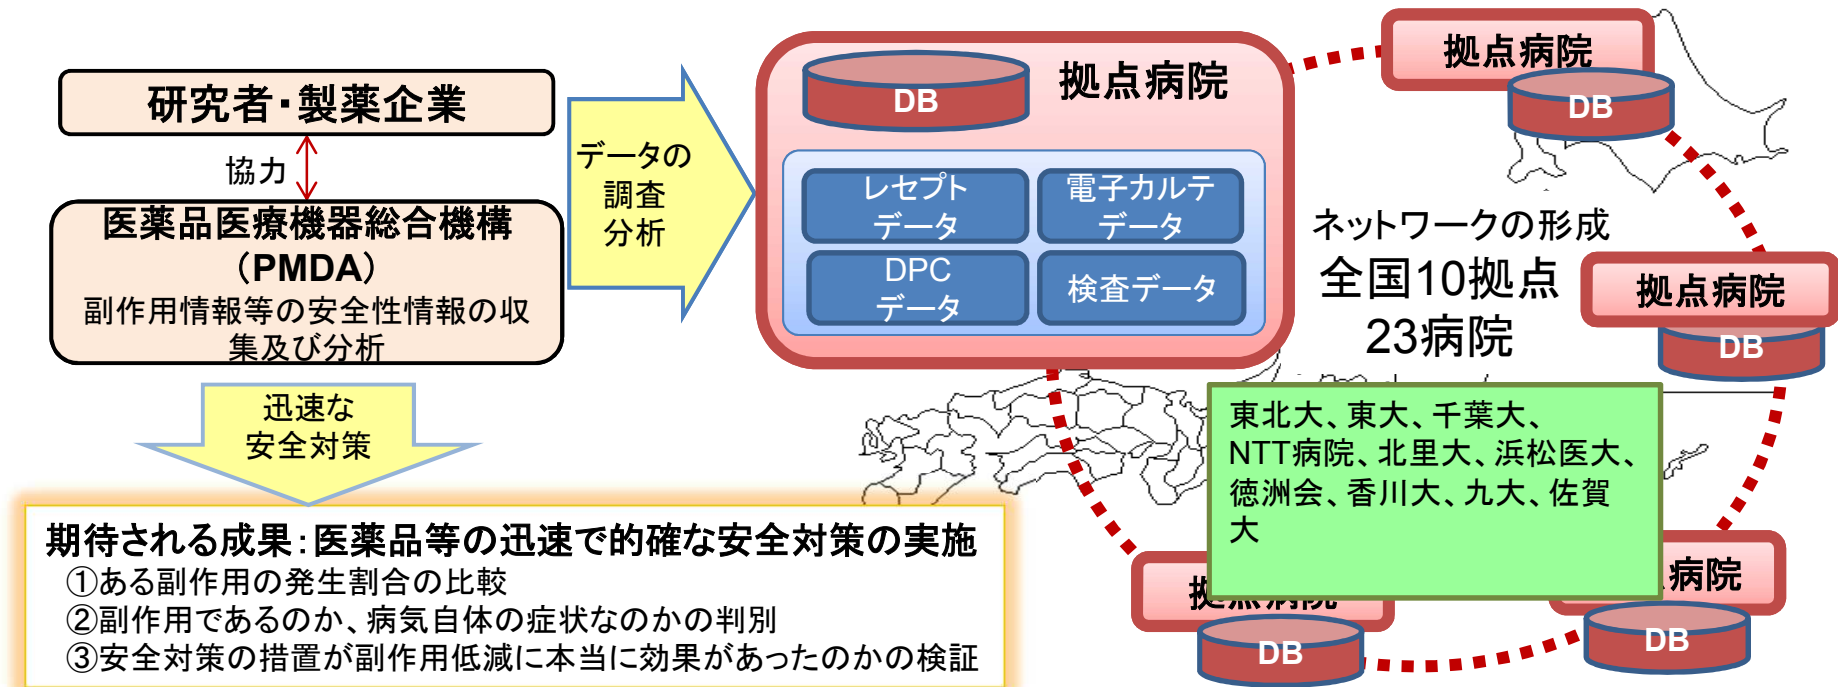 研究者・製薬企業
協力
医薬品医療機器総合機構
（PMDA）
副作用情報等の安全性情報の収
集及び分析
迅速な
安全対策
データの
調査
分析
拠点病院
DB
レセプト
データ
電子カルテ
データ
DPC
データ
検査データ
ネットワークの形成
全国10拠点
23病院
拠点病院
DB
拠点病院
DB
東北大、東大、千葉大、
NTT病院、北里大、浜松医大、
徳洲会、香川大、九大、佐賀
大
拠点病院
DB
病院
DB
期待される成果：医薬品等の迅速で的確な安全対策の実施
①ある副作用の発生割合の比較
②副作用であるのか、病気自体の症状なのかの判別
③安全対策の措置が副作用低減に本当に効果があったのかの検証